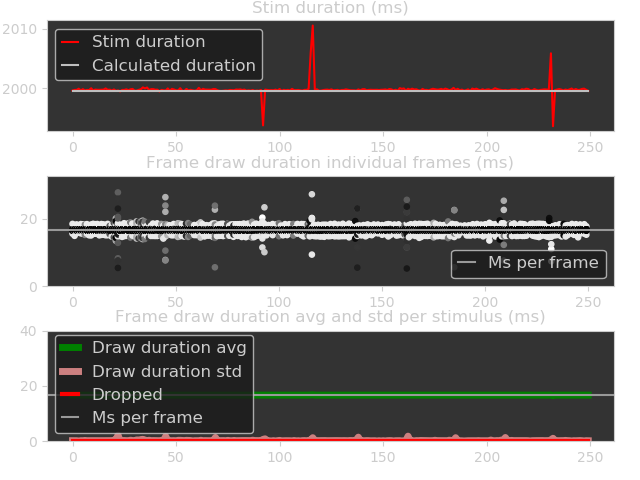 Stim duration (ms)
2010
2000
Stim duration
Calculated duration
0 50 100 150 200 250
Frame draw duration individual frames (ms)
20
0
Ms per frame
0 50 100 150 200 250
Frame draw duration avg and std per stimulus (ms)
40
20
0
Draw duration avg
Draw duration std
Dropped
Ms per frame
0 50 100 150 200 250